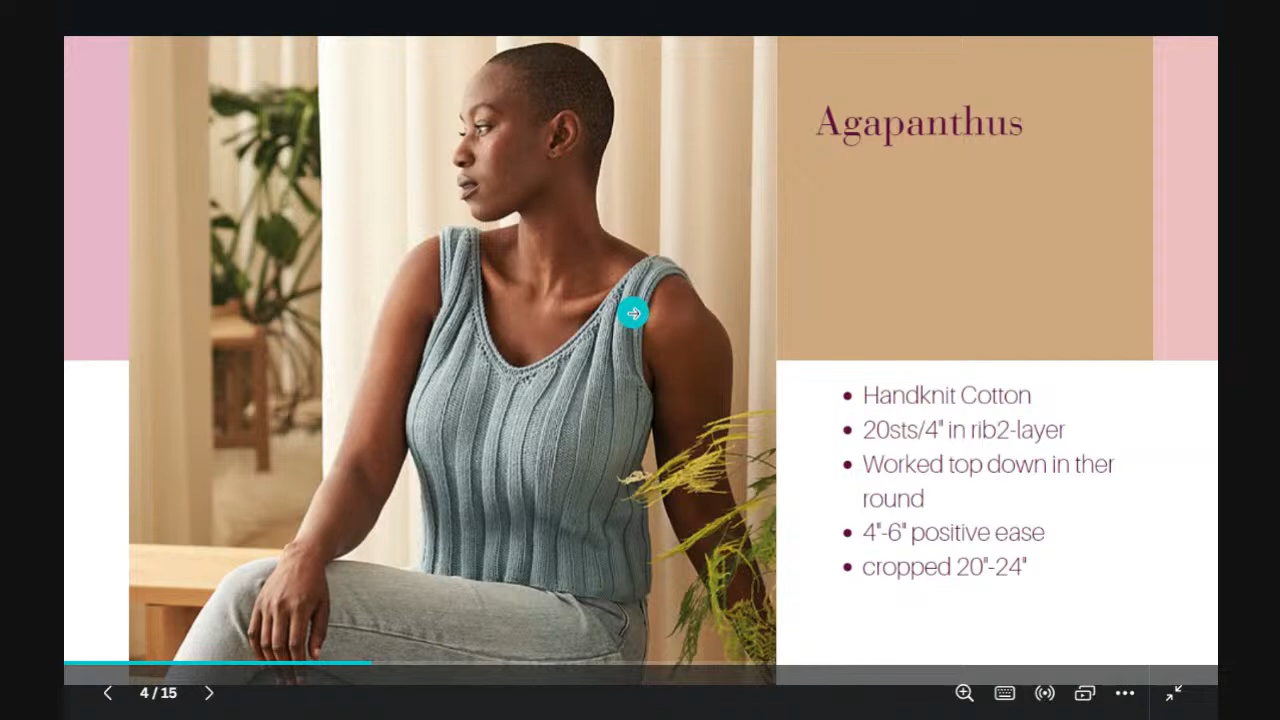 Agapanthus
• Handknit Cotton
• 20sts/4" in rib2-layer
• Worked top down in ther
round
• 4"-6" positive ease
• cropped 20"-24"
4 / 15